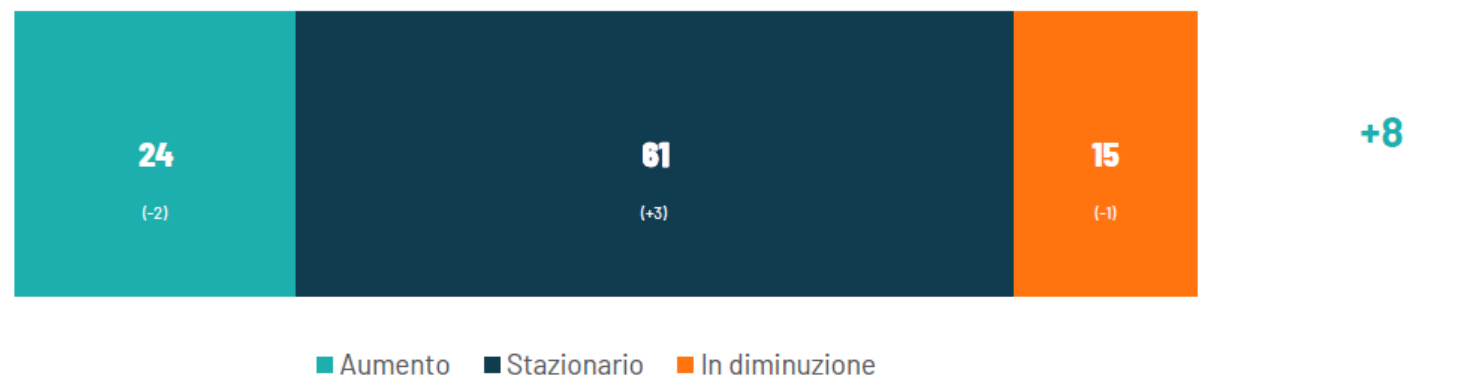 24 61 15 +8
(-2) (+3) (-1)
Aumento Stazionario In diminuzione